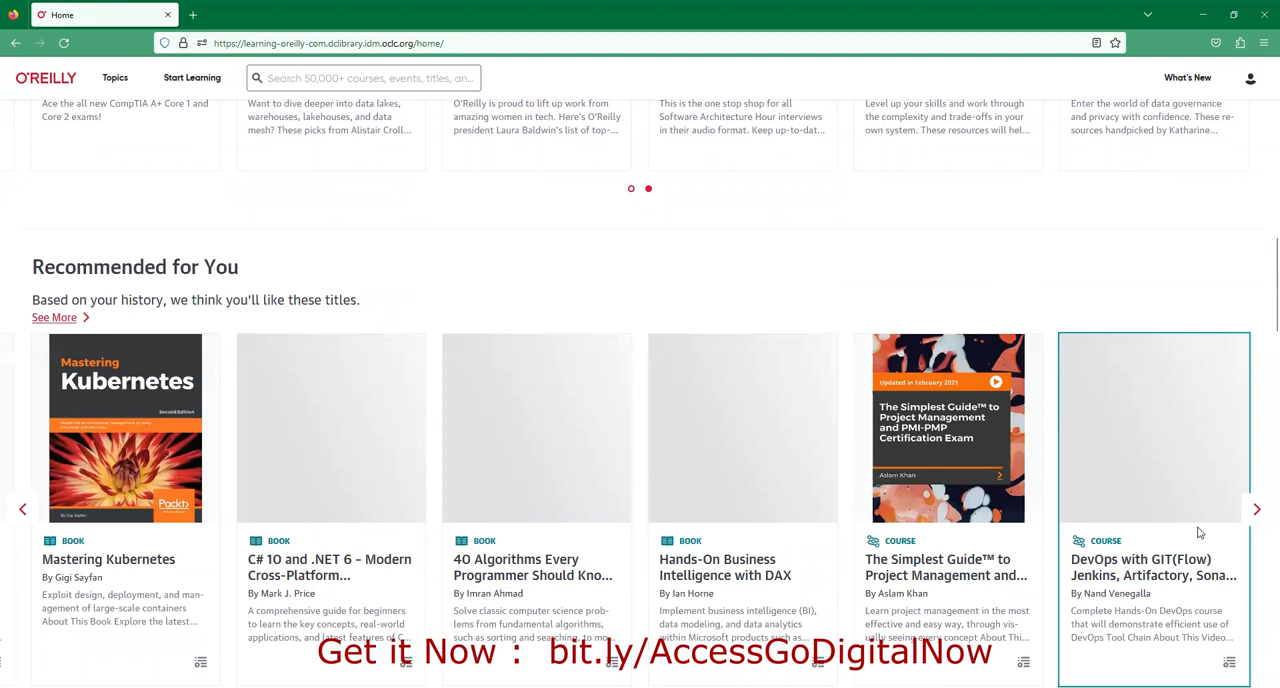 Home
https://learning-oreilly-com.dclibrary.idm.oclc.org/home/
O'REILLY Topics Start Learning Search 50,000+ courses, events, titles, an... What's New
Ace the all new CompTIA A+ Core 1 and
Core 2 exams!
Want to dive deeper into data lakes,
warehouses, lakehouses, and data
mesh? These picks from Alistair Croll...
O'Reilly is proud to lift up work from
amazing women in tech. Here's O'Reilly
president Laura Baldwin's list of top-...
This is the one stop shop for all
Software Architecture Hour interviews
in their audio format. Keep up-to-dat...
Level up your skills and work through
the complexity and trade-offs in your
own system. These resources will hel...
Enter the world of data governance
and privacy with confidence. These re-
sources handpicked by Katharine...
Recommended for You
Based on your history, we think you'll like these titles.
See More
Mastering
Kubernetes
Second Edition
Packt>
By Gigi Sayfan
BOOK
Mastering Kubernetes
By Gigi Sayfan
Exploit design, deployment, and man-
agement of large-scale containers
About This Book Explore the latest...
BOOK
C# 10 and .NET 6 – Modern
Cross-Platform...
By Mark J. Price
A comprehensive guide for beginners
to learn the key concepts, real-world
applications, and latest features of C...
BOOK
40 Algorithms Every
Programmer Should Kno...
By Imran Ahmad
Solve classic computer science prob-
lems from fundamental algorithms,
such as sorting and searching, to mo...
BOOK
Hands-On Business
Intelligence with DAX
By Ian Horne
Implement business intelligence (BI),
data modeling, and data analytics
within Microsoft products such as...
Updated in February 2021
The Simplest Guide™ to
Project Management
and PMI-PMP
Certification Exam
Aslam Khan
COURSE
The Simplest Guide™ to
Project Management and...
By Aslam Khan
Learn project management in the most
effective and easy way, through vis-
ually seeing every concept About Thi...
COURSE
DevOps with GIT(Flow)
Jenkins, Artifactory, Sona...
By Nand Venegalla
Complete Hands-On DevOps course
that will demonstrate efficient use of
DevOps Tool Chain About This Video...
Get it Now : bit.ly/AccessGoDigitalNow